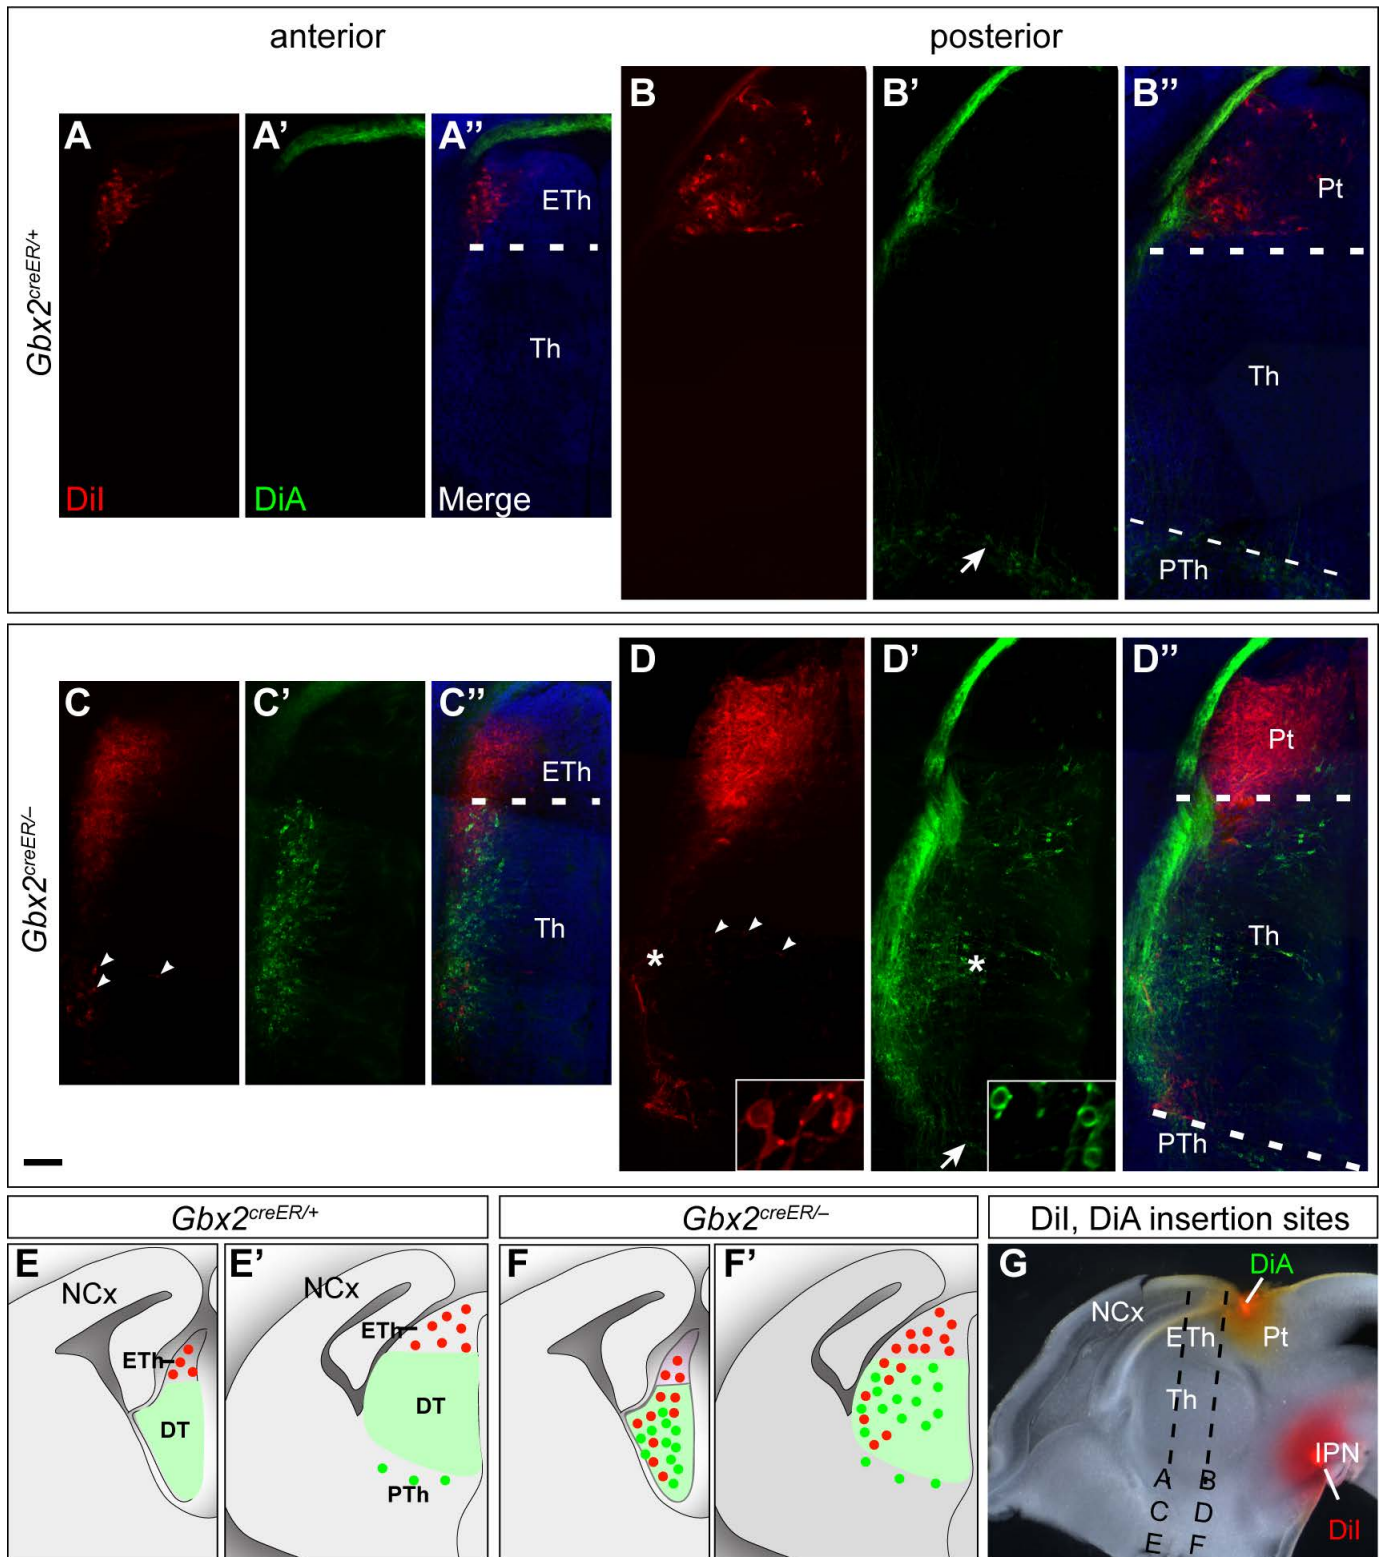 anterior posterior
A A' A'' B B' B''
ETh Pt
Th Th
Gbx2creER/+
DiI DiA Merge PTh
C C' C'' D D' D''
ETh Pt
Th Th
* *
Gbx2creER/–
PTh
Gbx2creER/+ Gbx2creER/– DiI, DiA insertion sites
E E' F F' G
NCx NCx DiA
NCx
ETh ETh ETh Pt
DT DT Th
PTh IPN
A B
C D
E F
DiI